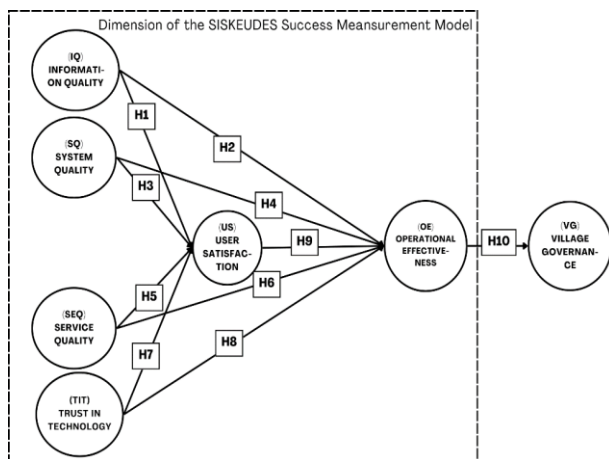 Dimension of the SISKEUDES Success Meansurement Model
(IQ)
INFORMATI-
ON QUALITY
H1
H2
(SQ)
SYSTEM
QUALITY
H3
H4
(US)
USER
SATISFAC-
TION
H9
(OE)
OPERATIONAL
EFFECTIVE-
NESS
H10
(VG)
VILLAGE
GOVERNAN-
CE
H5
H6
(SEQ)
SERVICE
QUALITY
H7
H8
(TIT)
TRUST IN
TECHNOLOGY